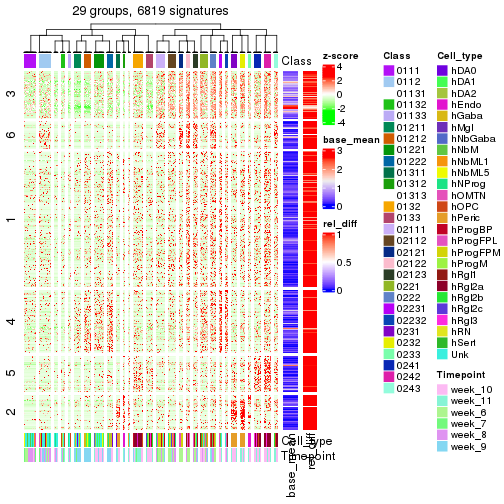 29 groups, 6819 signatures
Class
3
6
1
4
5
2
Cell_type
Timepoint
base_mean
rel_diff
z-score
4
2
0
-2
-4
base_mean
3
2
1
0
rel_diff
1
0.5
0
Class
0111
0112
01131
01132
01133
01211
01212
01221
01222
01311
01312
01313
0132
0133
02111
02112
02121
02122
02123
0221
0222
02231
02232
0231
0232
0233
0241
0242
0243
Cell_type
hDA0
hDA1
hDA2
hEndo
hGaba
hMgl
hNbGaba
hNbM
hNbML1
hNbML5
hNProg
hOMTN
hOPC
hPeric
hProgBP
hProgFPL
hProgFPM
hProgM
hRgl1
hRgl2a
hRgl2b
hRgl2c
hRgl3
hRN
hSert
Unk
Timepoint
week_10
week_11
week_6
week_7
week_8
week_9